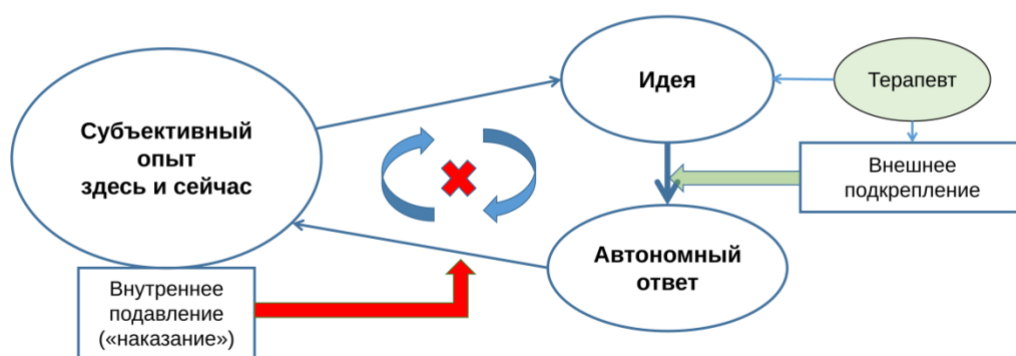 Субъективный
опыт
здесь и сейчас
Идея
Терапевт
Внешнее
подкрепление
Автономный
ответ
Внутреннее
подавление
(«наказание»)